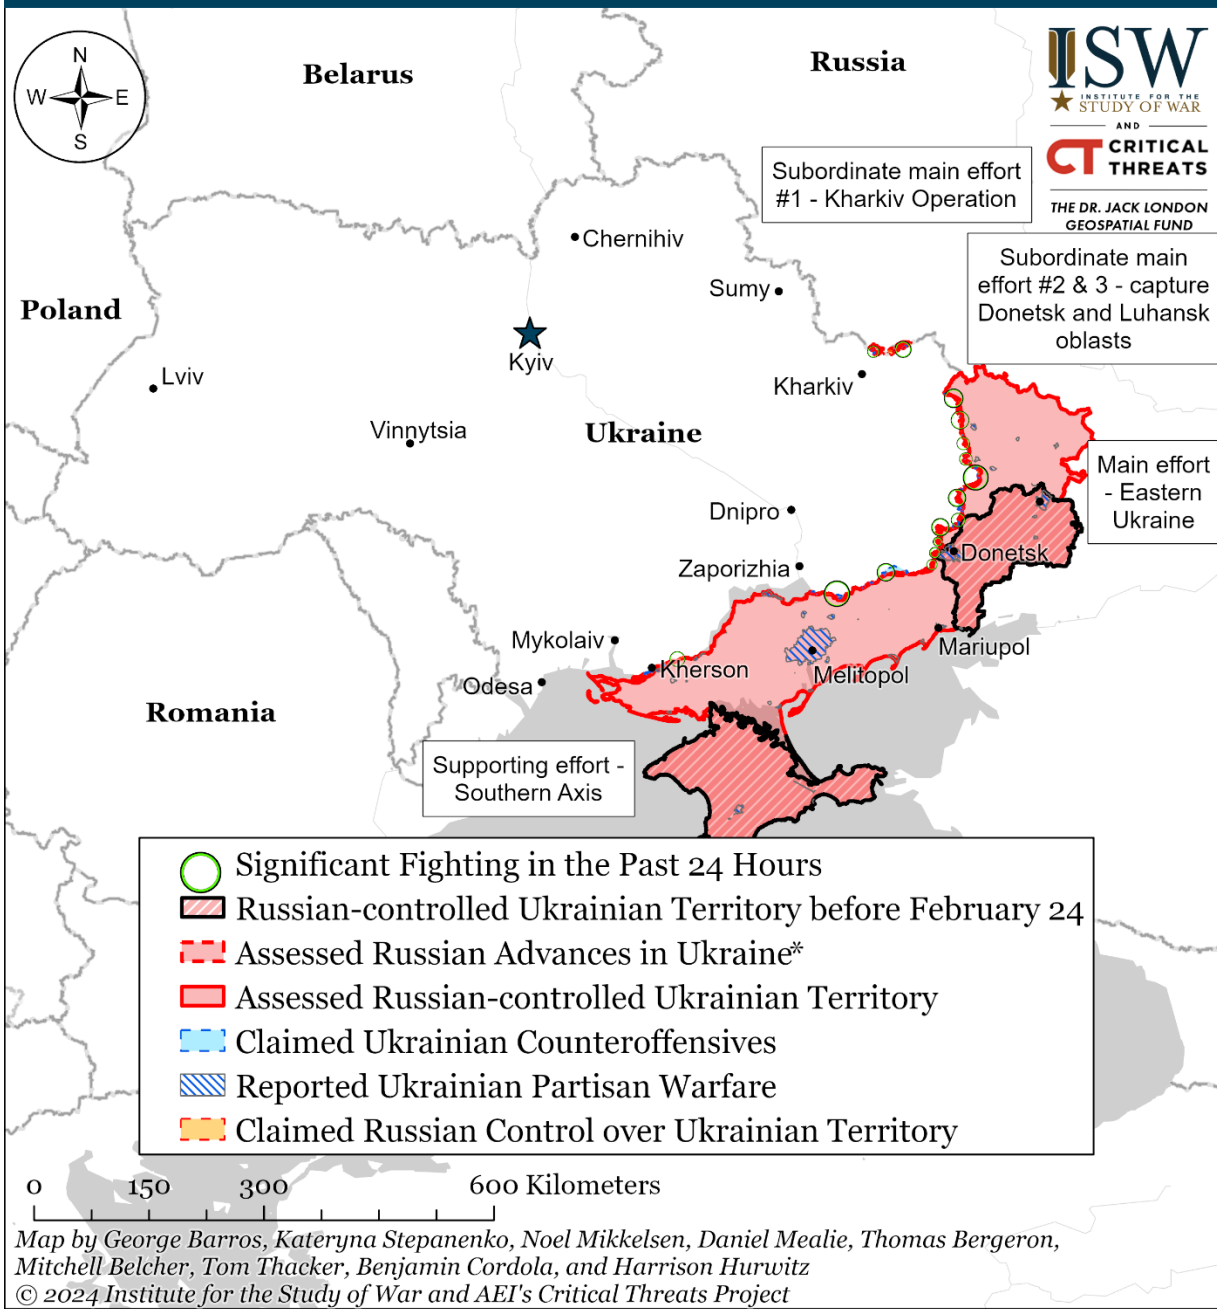 N
W
E
S
Belarus
Russia
ISW
INSTITUTE FOR THE
STUDY OF WAR
AND
CT CRITICAL
THREATS
THE DR. JACK LONDON
GEOSPATIAL FUND
Subordinate main effort
#1 - Kharkiv Operation
Subordinate main
effort #2 & 3 - capture
Donetsk and Luhansk
oblasts
Chernihiv
Sumy
Poland
Kyiv
Lviv
Kharkiv
Vinnytsia
Ukraine
Main effort
- Eastern
Ukraine
Dnipro
Donetsk
Zaporizhia
Mykolaiv
Mariupol
Kherson
Melitopol
Odesa
Romania
Supporting effort -
Southern Axis
Significant Fighting in the Past 24 Hours
Russian-controlled Ukrainian Territory before February 24
Assessed Russian Advances in Ukraine*
Assessed Russian-controlled Ukrainian Territory
Claimed Ukrainian Counteroffensives
Reported Ukrainian Partisan Warfare
Claimed Russian Control over Ukrainian Territory
0 150 300 600 Kilometers
Map by George Barros, Kateryna Stepanenko, Noel Mikkelsen, Daniel Mealie, Thomas Bergeron,
Mitchell Belcher, Tom Thacker, Benjamin Cordola, and Harrison Hurwitz
© 2024 Institute for the Study of War and AEI's Critical Threats Project